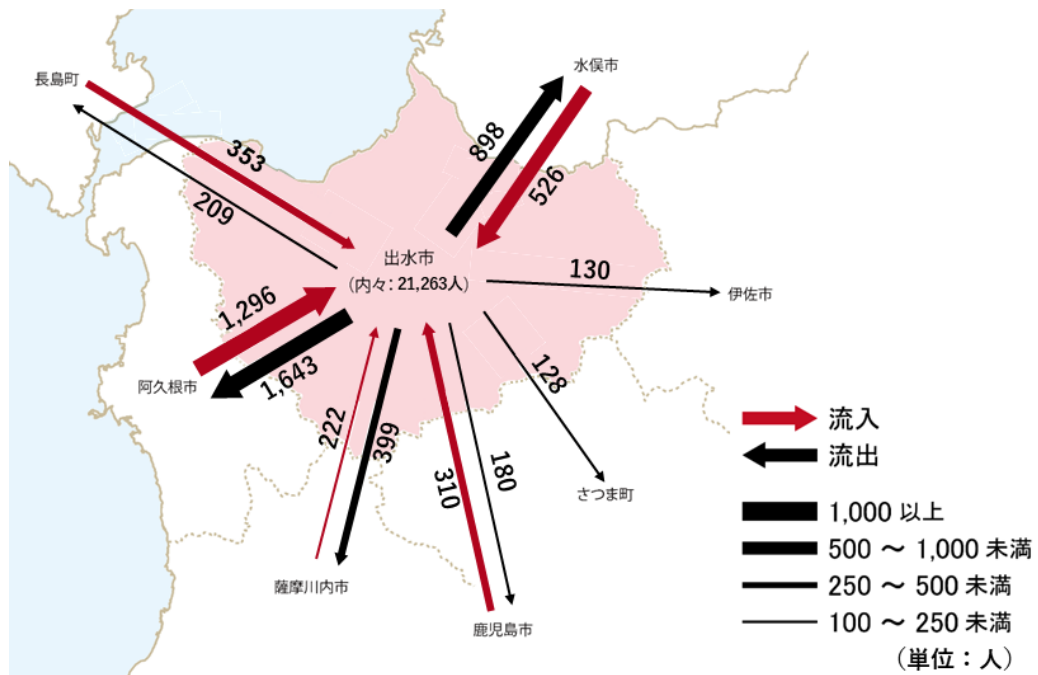 長島町
水俣市
353
898
526
209
出水市
(内々：21,263人)
130
伊佐市
1,296
1,643
阿久根市
128
222
399
310
180
さつま町
薩摩川内市
鹿児島市
流入
流出
1,000 以上
500 ～ 1,000 未満
250 ～ 500 未満
100 ～ 250 未満
（単位：人）